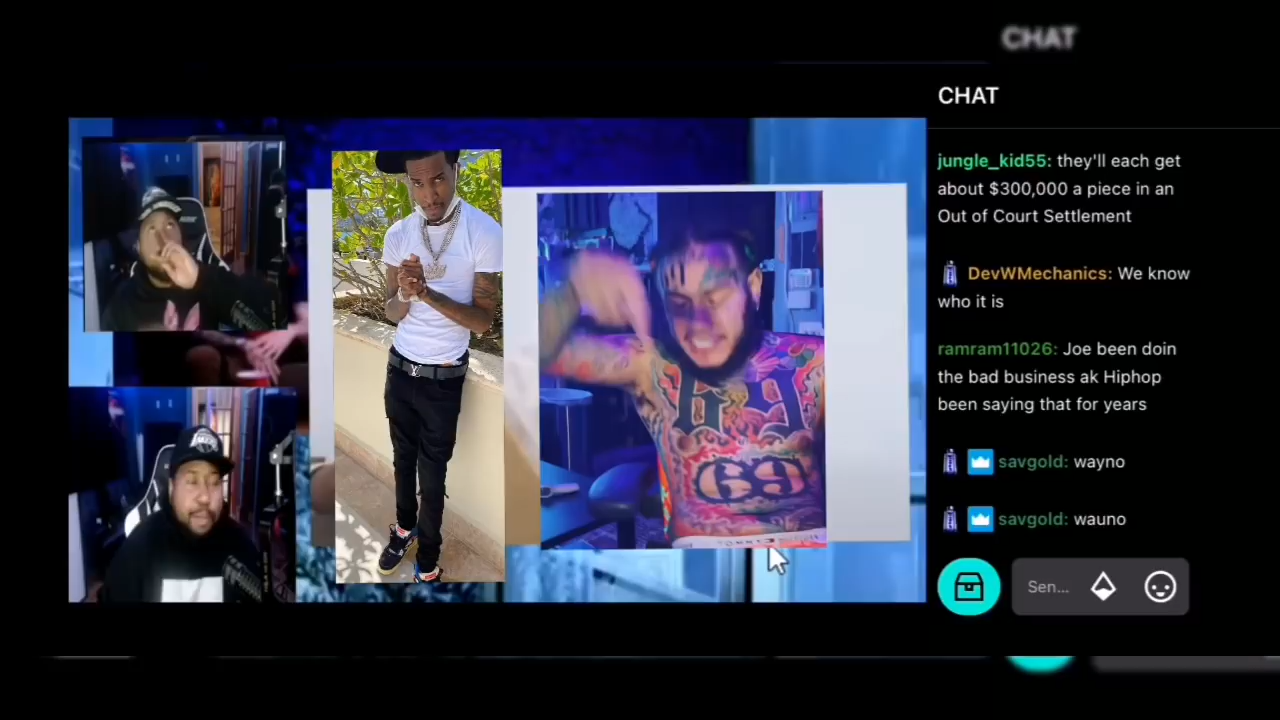 CHAT
CHAT
jungle_kid55: they'll each get
about $300,000 a piece in an
Out of Court Settlement
DevWMechanics: We know
who it is
ramram11026: Joe been doin
the bad business ak Hiphop
been saying that for years
savgold: wayno
savgold: wauno
Sen...
69
69